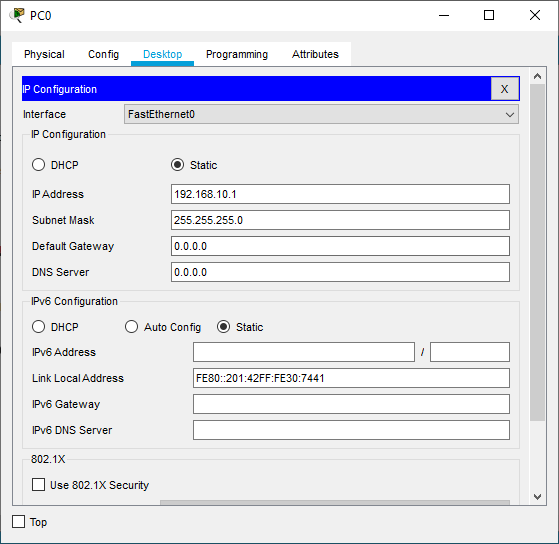 PC0
Physical Config Desktop Programming Attributes
IP Configuration X
Interface FastEthernet0
IP Configuration
DHCP Static
IP Address 192.168.10.1
Subnet Mask 255.255.255.0
Default Gateway 0.0.0.0
DNS Server 0.0.0.0
IPv6 Configuration
DHCP Auto Config Static
IPv6 Address /
Link Local Address FE80::201:42FF:FE30:7441
IPv6 Gateway
IPv6 DNS Server
802.1X
Use 802.1X Security
Top